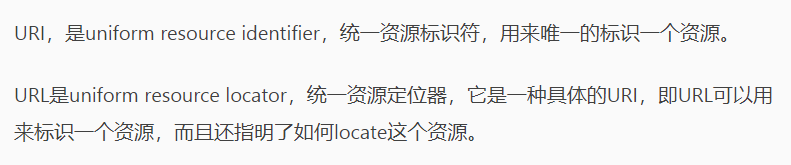 URI，是uniform resource identifier，统一资源标识符，用来唯一的标识一个资源。
URL是uniform resource locator，统一资源定位器，它是一种具体的URI，即URL可以用
来标识一个资源，而且还指明了如何locate这个资源。